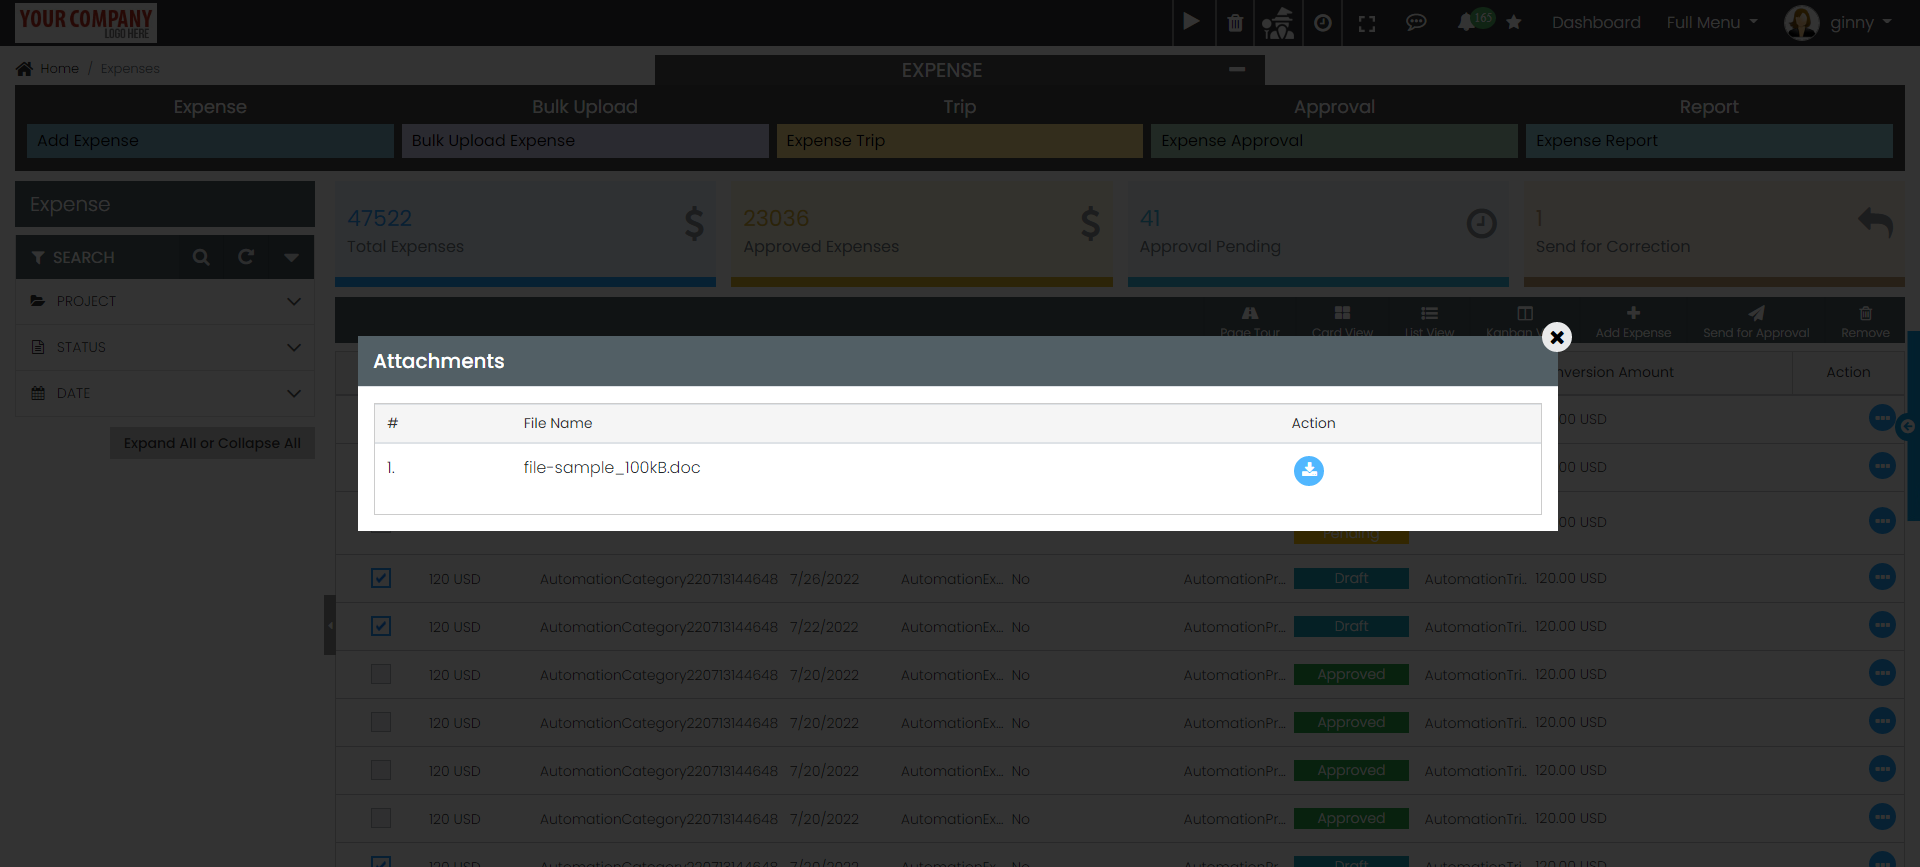 YOUR COMPANY
LOGO HERE
165
Dashboard
Full Menu
ginny
Home / Expenses
EXPENSE
Expense
Bulk Upload
Trip
Approval
Report
Add Expense
Bulk Upload Expense
Expense Trip
Expense Approval
Expense Report
Expense
47522
Total Expenses
23036
Approved Expenses
41
Approval Pending
1
Send for Correction
SEARCH
PROJECT
STATUS
DATE
Expand All or Collapse All
Page Tour
Card View
List View
Kanban V
Add Expense
Send for Approval
Remove
Attachments
nversion Amount
Action
# File Name Action
1. file-sample_100kB.doc
.00 USD
00 USD
00 USD
Pending
120 USD AutomationCategory220713144648 7/26/2022 AutomationEx... No AutomationPr... Draft AutomationTri... 120.00 USD
120 USD AutomationCategory220713144648 7/22/2022 AutomationEx... No AutomationPr... Draft AutomationTri... 120.00 USD
120 USD AutomationCategory220713144648 7/20/2022 AutomationEx... No AutomationPr... Approved AutomationTri... 120.00 USD
120 USD AutomationCategory220713144648 7/20/2022 AutomationEx... No AutomationPr... Approved AutomationTri... 120.00 USD
120 USD AutomationCategory220713144648 7/20/2022 AutomationEx... No AutomationPr... Approved AutomationTri... 120.00 USD
120 USD AutomationCategory220713144648 7/20/2022 AutomationEx... No AutomationPr... Approved AutomationTri... 120.00 USD
120 USD AutomationCategory220713144648 7/20/2022 AutomationEx... No AutomationPr... Draft AutomationTri... 120.00 USD